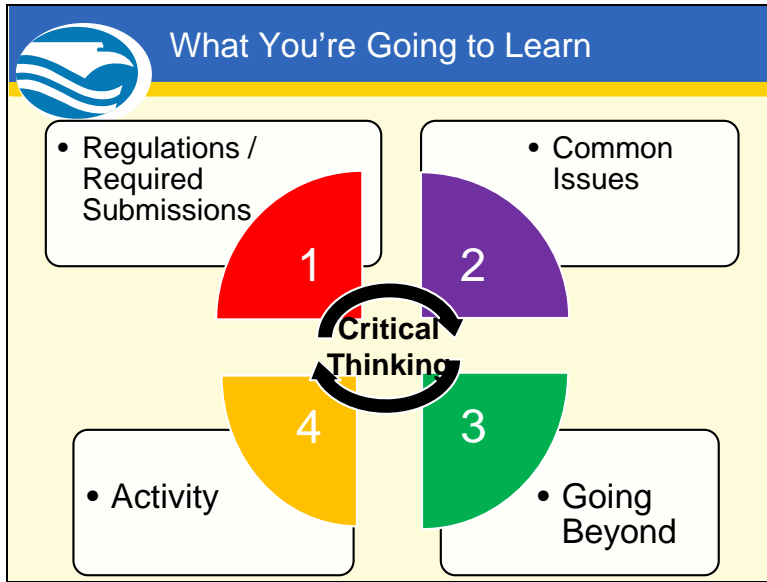 What You're Going to Learn
• Regulations /
Required
Submissions
• Common
Issues
1
2
Critical
Thinking
4
3
• Activity
• Going
Beyond